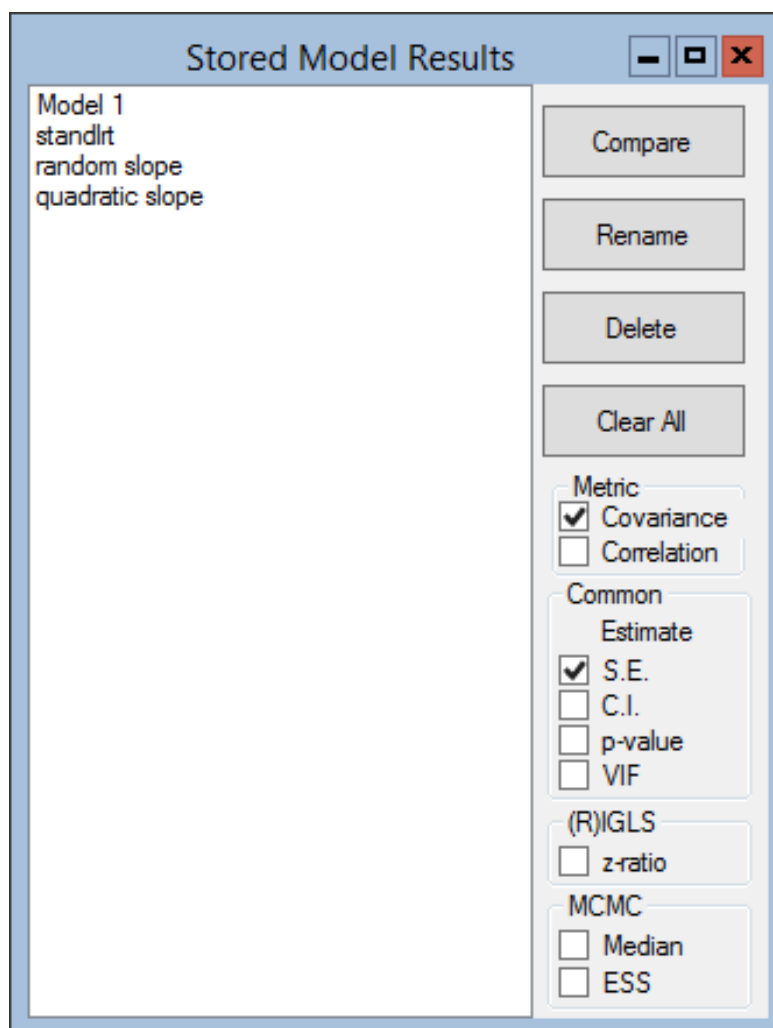 Stored Model Results
Model 1
standlrt
random slope
quadratic slope
Compare
Rename
Delete
Clear All
Metric
Covariance
Correlation
Common
Estimate
S.E.
C.I.
p-value
VIF
(R)IGLS
z-ratio
MCMC
Median
ESS